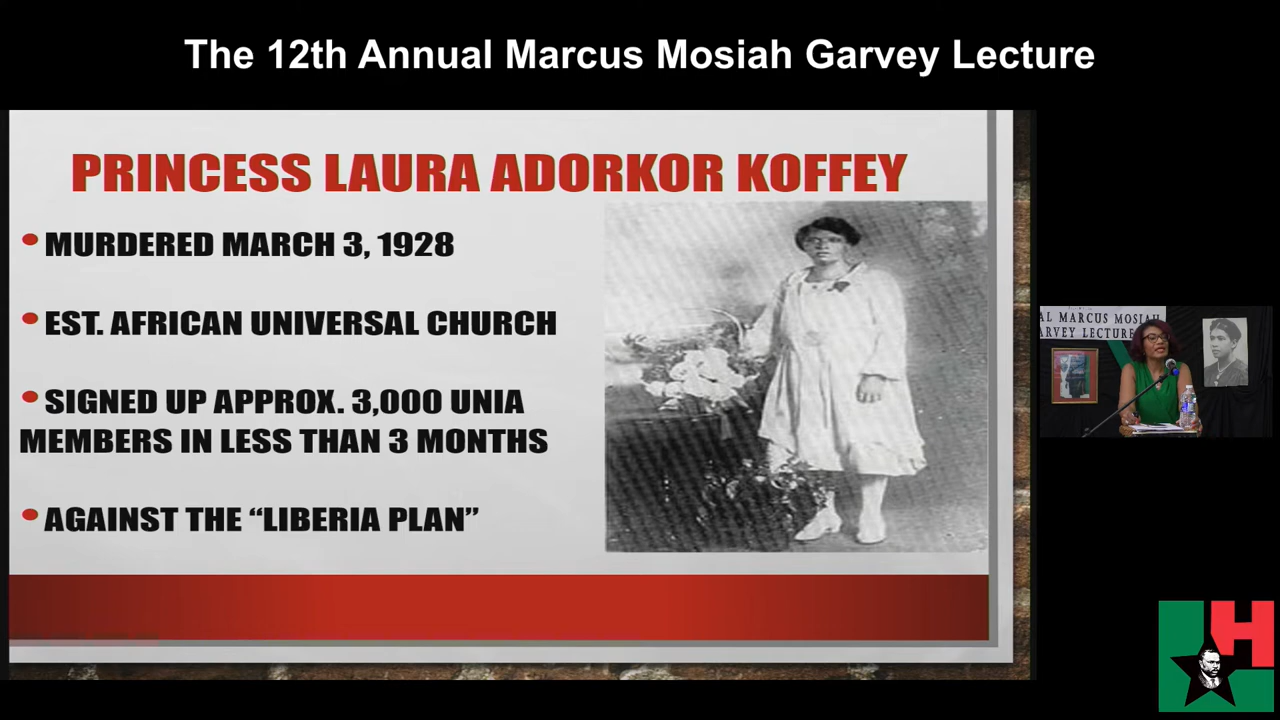 The 12th Annual Marcus Mosiah Garvey Lecture
PRINCESS LAURA ADORKOR KOFFEY
•MURDERED MARCH 3, 1928
•EST. AFRICAN UNIVERSAL CHURCH
•SIGNED UP APPROX. 3,000 UNIA
MEMBERS IN LESS THAN 3 MONTHS
•AGAINST THE “LIBERIA PLAN”
AL MARCUS MOSIAH
ARVEY LECTURE
H